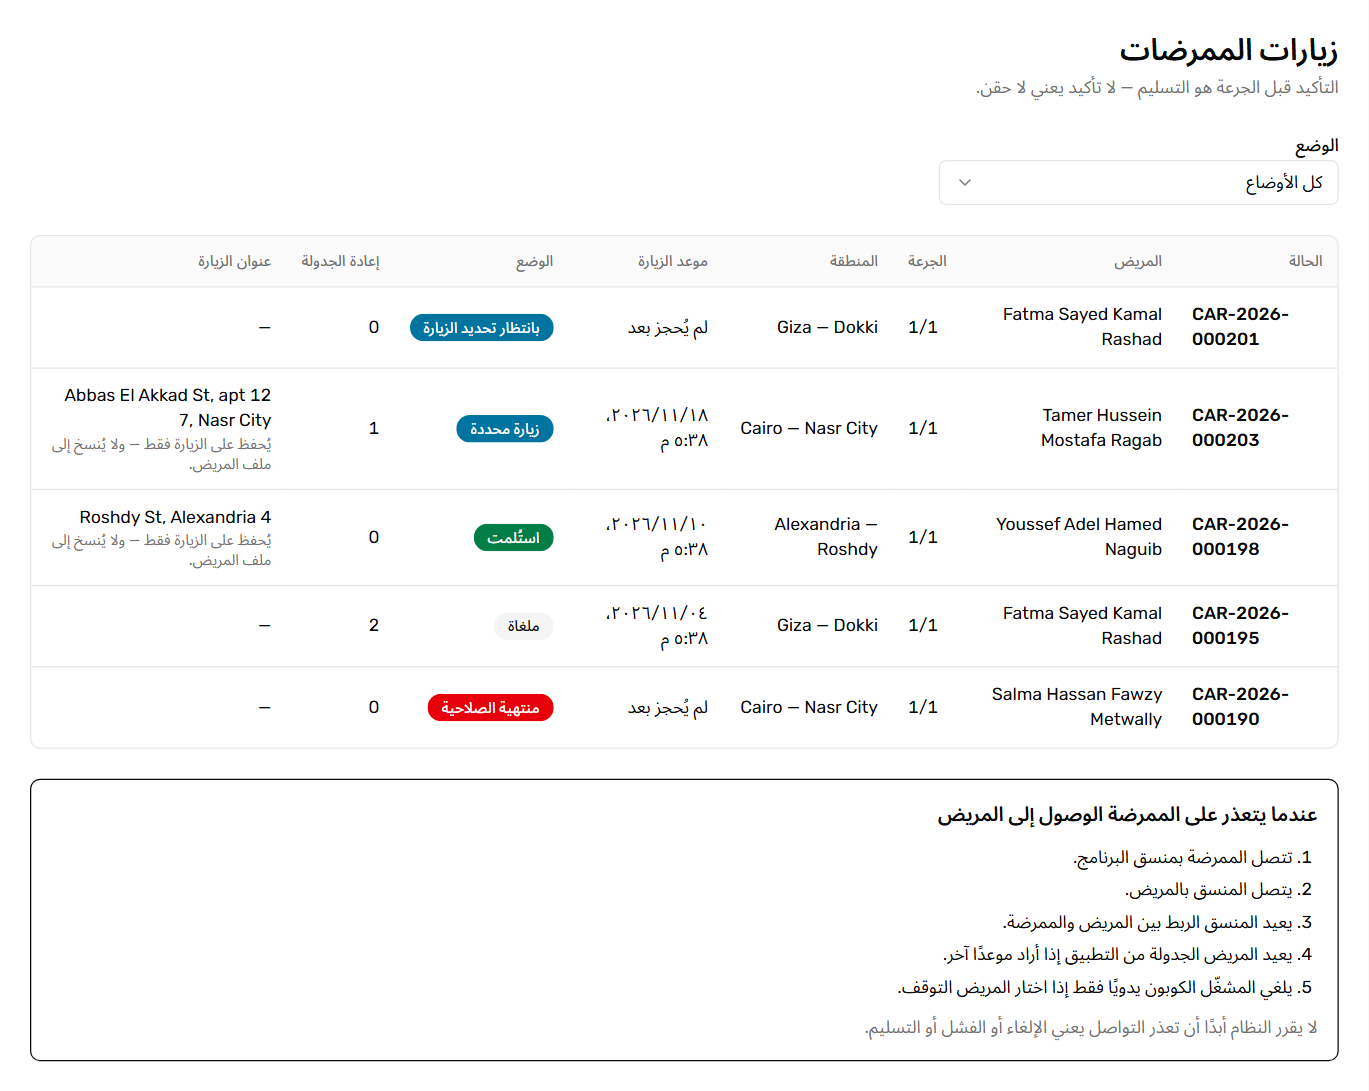 زيارات الممرضات
التأكيد قبل الجرعة هو التسليم — لا تأكيد يعني لا حقن.
الوضع
كل الأوضاع
الحالة المريض الجرعة المنطقة موعد الزيارة الوضع إعادة الجدولة عنوان الزيارة
CAR-2026-000201 Fatma Sayed Kamal Rashad 1/1 Giza — Dokki لم يُحجز بعد بانتظار تحديد الزيارة 0 —
CAR-2026-000203 Tamer Hussein Mostafa Ragab 1/1 Cairo — Nasr City ٢٠٢٦/١١/١٨، ٥:٣٨ م زيارة محددة 1 Abbas El Akkad St, apt 12 7, Nasr City
يُحفظ على الزيارة فقط — ولا يُنسخ إلى ملف المريض.
CAR-2026-000198 Youssef Adel Hamed Naguib 1/1 Alexandria — Roshdy ٢٠٢٦/١١/١٠، ٥:٣٨ م استُلمت 0 Roshdy St, Alexandria 4
يُحفظ على الزيارة فقط — ولا يُنسخ إلى ملف المريض.
CAR-2026-000195 Fatma Sayed Kamal Rashad 1/1 Giza — Dokki ٢٠٢٦/١١/٠٤، ٥:٣٨ م ملغاة 2 —
CAR-2026-000190 Salma Hassan Fawzy Metwally 1/1 Cairo — Nasr City لم يُحجز بعد منتهية الصلاحية 0 —
عندما يتعذر على الممرضة الوصول إلى المريض
1. تتصل الممرضة بمنسق البرنامج.
2. يتصل المنسق بالمريض.
3. يعيد المنسق الربط بين المريض والممرضة.
4. يعيد المريض الجدولة من التطبيق إذا أراد موعدًا آخر.
5. يلغي المشغّل الكوبون يدويًا فقط إذا اختار المريض التوقف.
لا يقرر النظام أبدًا أن تعذر التواصل يعني الإلغاء أو الفشل أو التسليم.